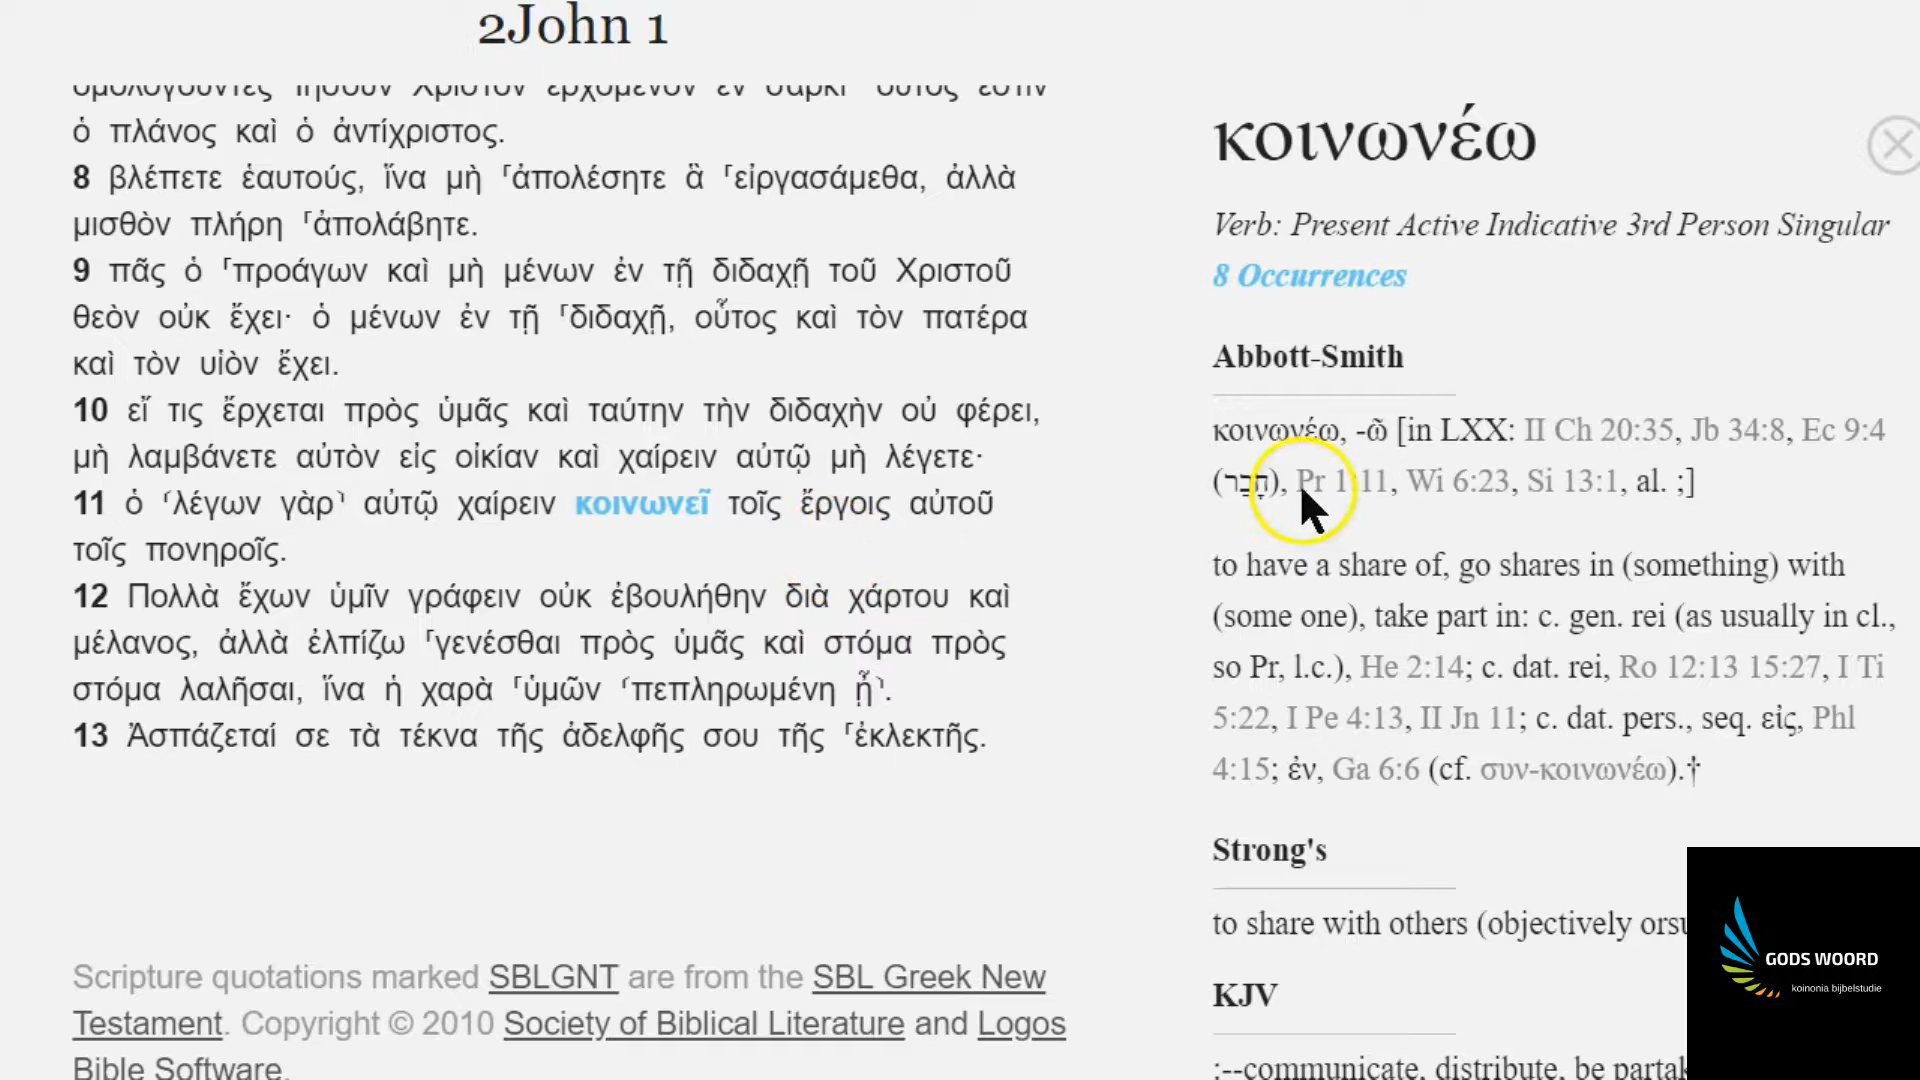 2John 1
ὁμολογοῦντες Ἰησοῦν Χριστὸν ἐρχόμενον ἐν σαρκί· οὗτός ἐστιν
ὁ πλάνος καὶ ὁ ἀντίχριστος.
8 βλέπετε ἑαυτούς, ἵνα μὴ ⸀ἀπολέσητε ἃ ⸀εἰργασάμεθα, ἀλλὰ
μισθὸν πλήρη ⸀ἀπολάβητε.
9 πᾶς ὁ ⸀προάγων καὶ μὴ μένων ἐν τῇ διδαχῇ τοῦ Χριστοῦ
θεὸν οὐκ ἔχει· ὁ μένων ἐν τῇ ⸀διδαχῇ, οὗτος καὶ τὸν πατέρα
καὶ τὸν υἱὸν ἔχει.
10 εἴ τις ἔρχεται πρὸς ὑμᾶς καὶ ταύτην τὴν διδαχὴν οὐ φέρει,
μὴ λαμβάνετε αὐτὸν εἰς οἰκίαν καὶ χαίρειν αὐτῷ μὴ λέγετε·
11 ὁ ⸂λέγων γὰρ⸃ αὐτῷ χαίρειν κοινωνεῖ τοῖς ἔργοις αὐτοῦ
τοῖς πονηροῖς.
12 Πολλὰ ἔχων ὑμῖν γράφειν οὐκ ἐβουλήθην διὰ χάρτου καὶ
μέλανος, ἀλλὰ ἐλπίζω ⸀γενέσθαι πρὸς ὑμᾶς καὶ στόμα πρὸς
στόμα λαλῆσαι, ἵνα ἡ χαρὰ ⸀ὑμῶν ⸂πεπληρωμένη ᾖ⸃.
13 Ἀσπάζεταί σε τὰ τέκνα τῆς ἀδελφῆς σου τῆς ⸀ἐκλεκτῆς.
Scripture quotations marked SBLGNT are from the SBL Greek New
Testament. Copyright © 2010 Society of Biblical Literature and Logos
Bible Software.
κοινωνέω
Verb: Present Active Indicative 3rd Person Singular
8 Occurrences
Abbott-Smith
κοινωνέω, -ῶ [in LXX: II Ch 20:35, Jb 34:8, Ec 9:4
(חָבַר), Pr 1:11, Wi 6:23, Si 13:1, al. ;]
to have a share of, go shares in (something) with
(some one), take part in: c. gen. rei (as usually in cl.,
so Pr, l.c.), He 2:14; c. dat. rei, Ro 12:13 15:27, I Ti
5:22, I Pe 4:13, II Jn 11; c. dat. pers., seq. εἰς, Phl
4:15; ἐν, Ga 6:6 (cf. συν-κοινωνέω).†
Strong's
to share with others (objectively orsu
KJV
:--communicate, distribute, be partak
GODS WOORD
koinonia bijbelstudie